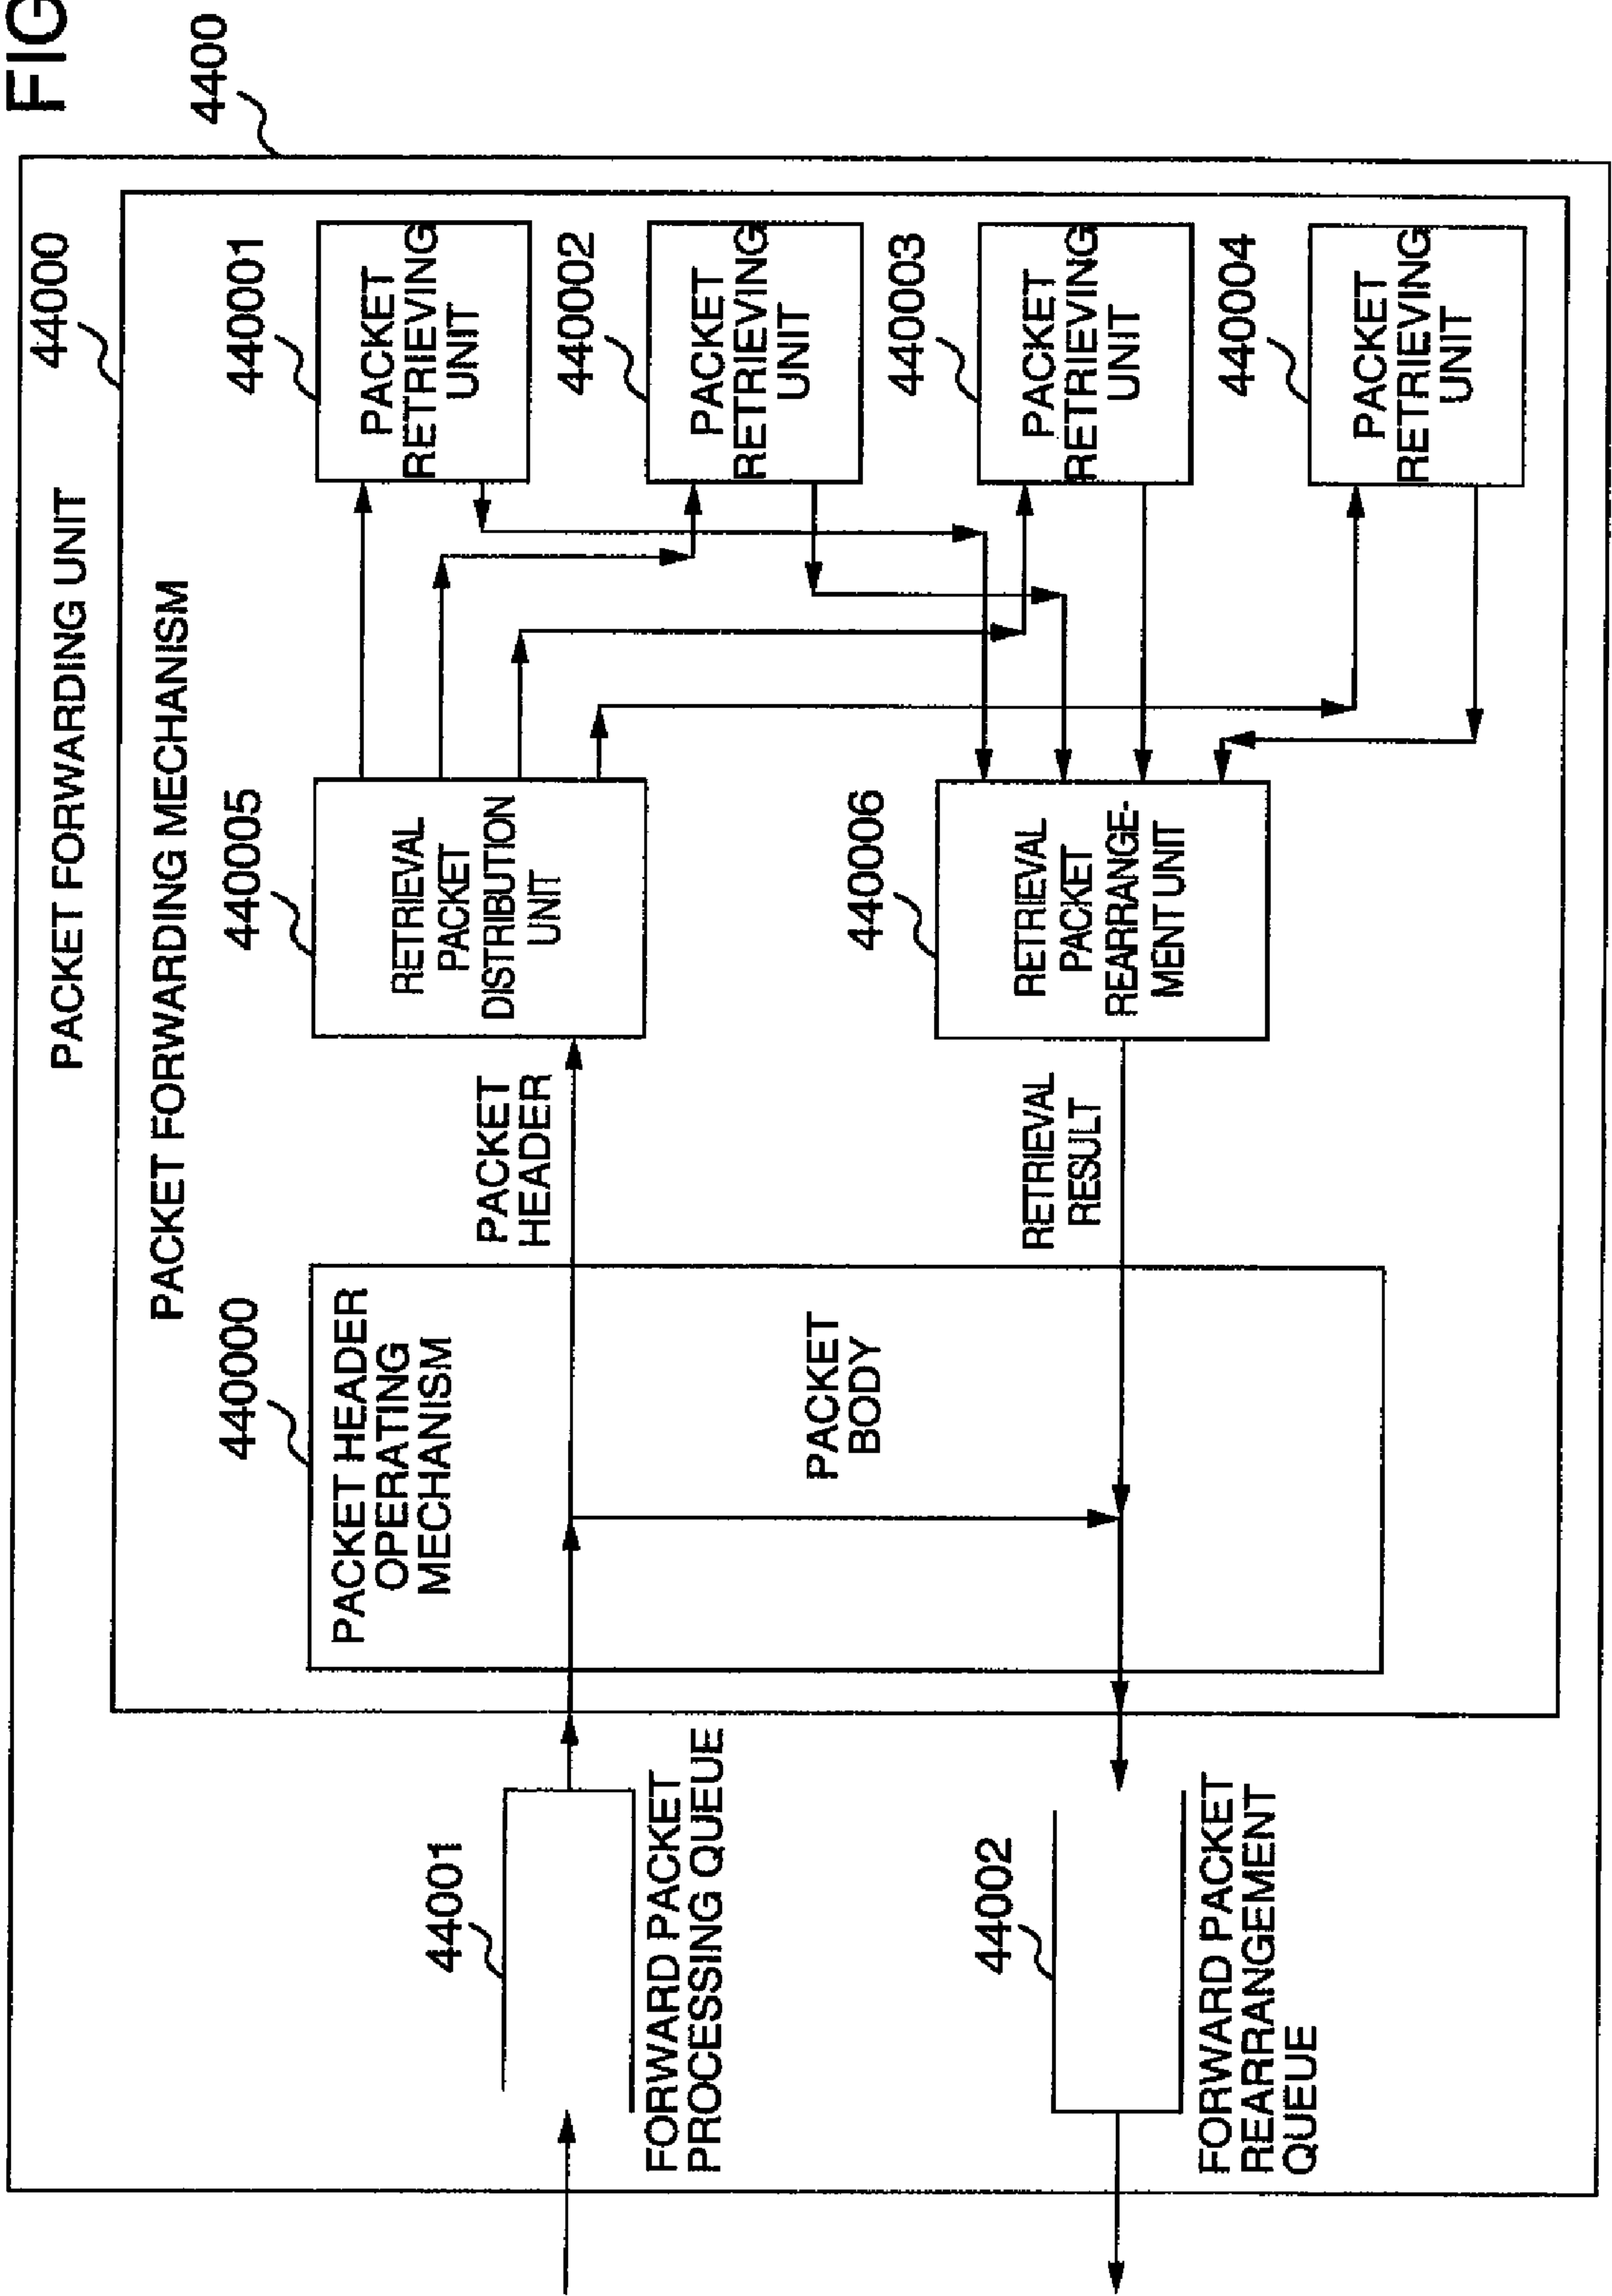 FIG
4400
PACKET FORWARDING UNIT
44000
PACKET FORWARDING MECHANISM
440000
PACKET HEADER
OPERATING
MECHANISM
PACKET
BODY
PACKET
HEADER
RETRIEVAL
RESULT
440005
RETRIEVAL
PACKET
DISTRIBUTION
UNIT
440006
RETRIEVAL
PACKET
REARRANGE-
MENT UNIT
440001
PACKET
RETRIEVING
UNIT
440002
PACKET
RETRIEVING
UNIT
440003
PACKET
RETRIEVING
UNIT
440004
PACKET
RETRIEVING
UNIT
44001
FORWARD PACKET
PROCESSING QUEUE
44002
FORWARD PACKET
REARRANGEMENT
QUEUE